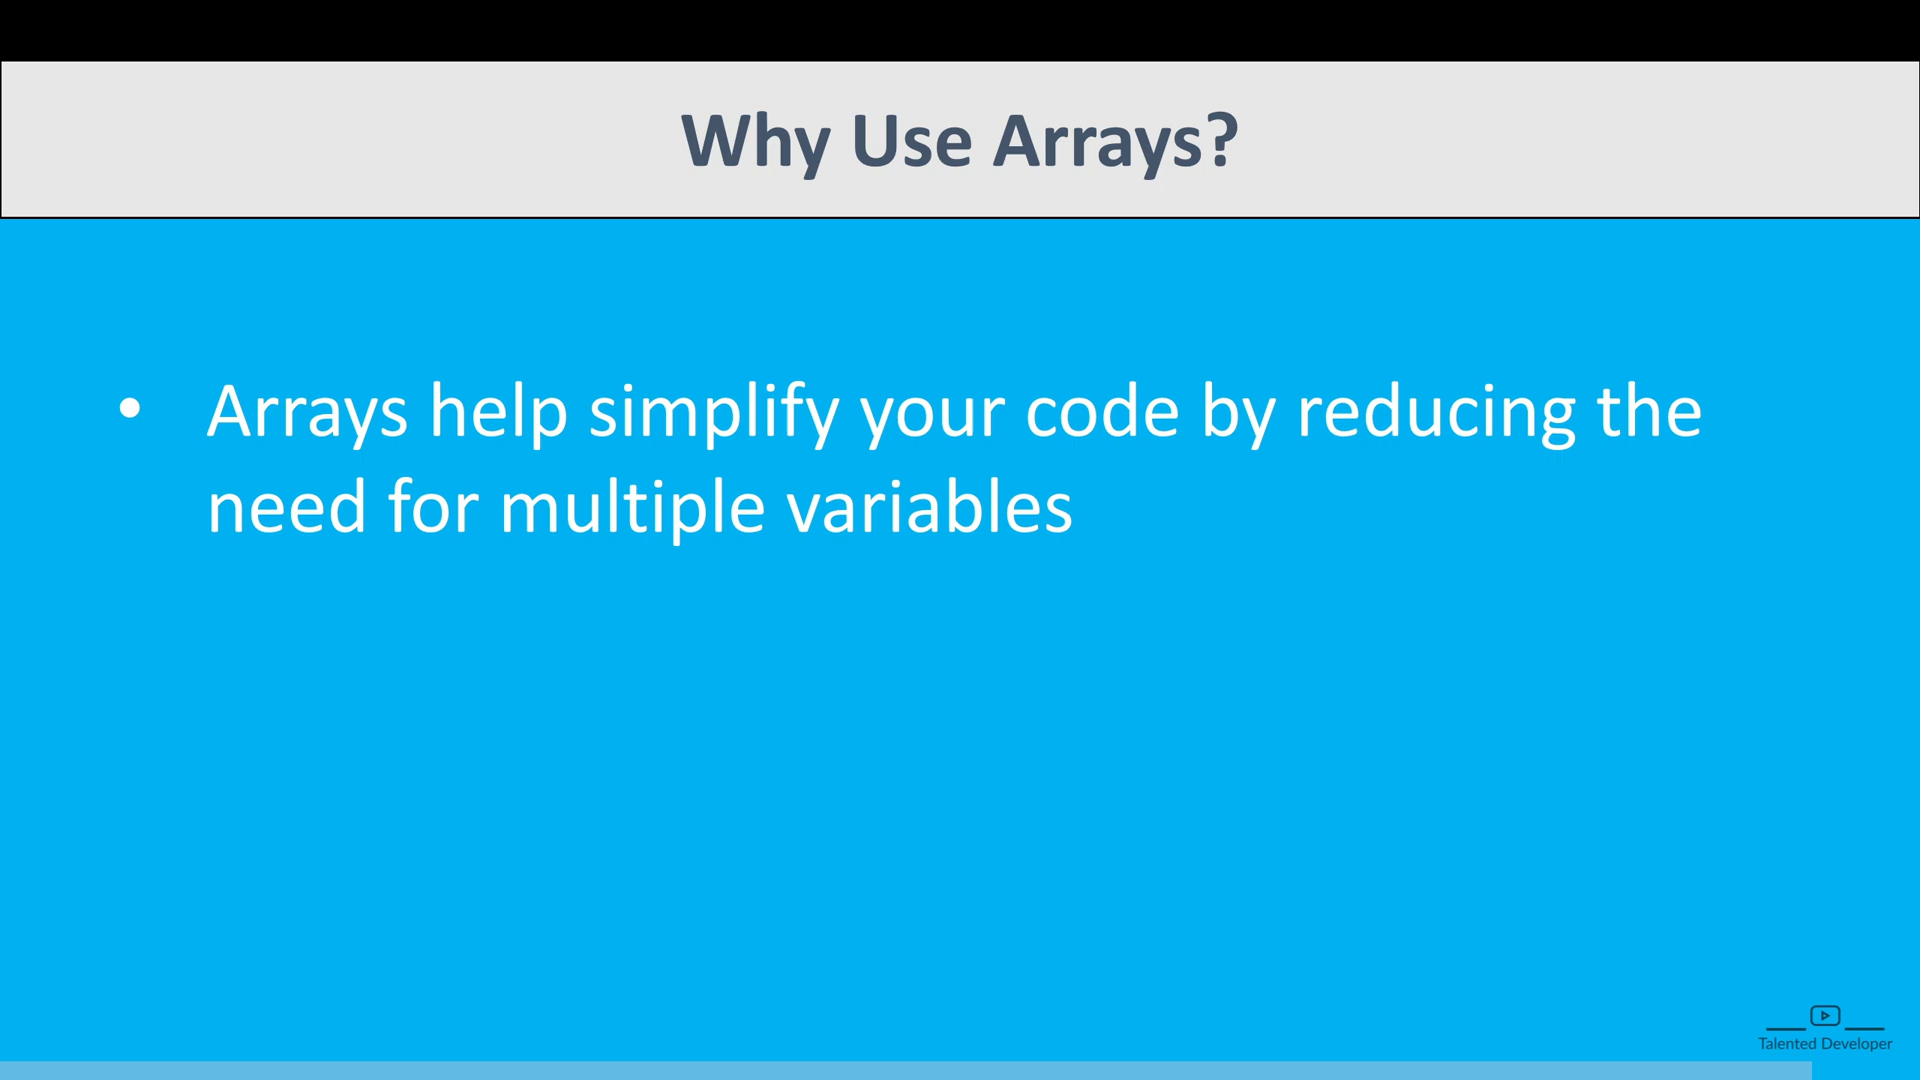 Why Use Arrays?
• Arrays help simplify your code by reducing the
need for multiple variables
Talented Developer